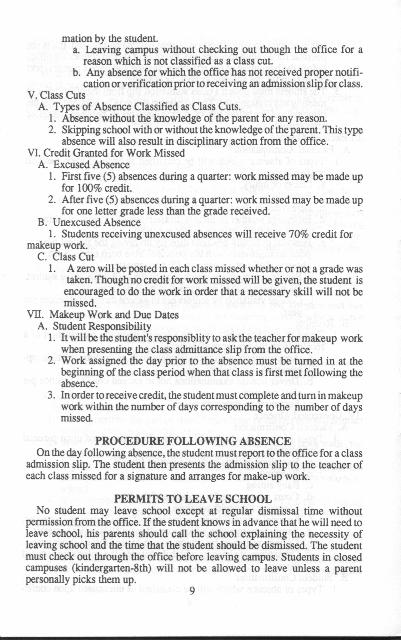 mation by the student.
a. Leaving campus without checking out though the office for a
reason which is not classified as a class cut.
b. Any absence for which the office has not received proper notifi-
cation or verification prior to receiving an admission slip for class.
V. Class Cuts
A. Types of Absence Classified as Class Cuts.
1. Absence without the knowledge of the parent for any reason.
2. Skipping school with or without the knowledge of the parent. This type
absence will also result in disciplinary action from the office.
VI. Credit Granted for Work Missed
A. Excused Absence
1. First five (5) absences during a quarter: work missed may be made up
for 100% credit.
2. After five (5) absences during a quarter: work missed may be made up
for one letter grade less than the grade received.
B. Unexcused Absence
1. Students receiving unexcused absences will receive 70% credit for
makeup work.
C. Class Cut
1. A zero will be posted in each class missed whether or not a grade was
taken. Though no credit for work missed will be given, the student is
encouraged to do the work in order that a necessary skill will not be
missed.
VII. Makeup Work and Due Dates
A. Student Responsibility
1. It will be the student's responsiblity to ask the teacher for makeup work
when presenting the class admittance slip from the office.
2. Work assigned the day prior to the absence must be turned in at the
beginning of the class period when that class is first met following the
absence.
3. In order to receive credit, the student must complete and turn in makeup
work within the number of days corresponding to the number of days
missed.
PROCEDURE FOLLOWING ABSENCE
On the day following absence, the student must report to the office for a class
admission slip. The student then presents the admission slip to the teacher of
each class missed for a signature and arranges for make-up work.
PERMITS TO LEAVE SCHOOL
No student may leave school except at regular dismissal time without
permission from the office. If the student knows in advance that he will need to
leave school, his parents should call the school explaining the necessity of
leaving school and the time that the student should be dismissed. The student
must check out through the office before leaving campus. Students in closed
campuses (kindergarten-8th) will not be allowed to leave unless a parent
personally picks them up.
9